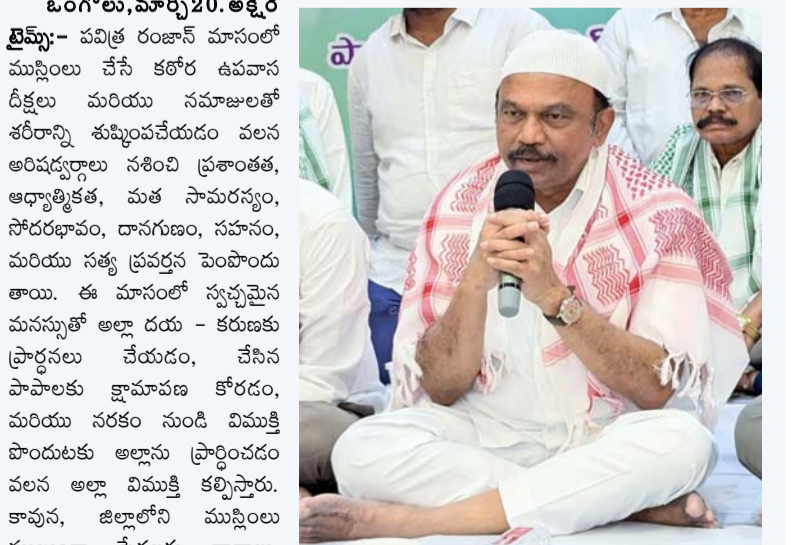 ఒంగోలు,మార్చి20.అక్షర
టైమ్స్:- పవిత్ర రంజాన్ మాసంలో
ముస్లింలు చేసే కఠోర ఉపవాస
దీక్షలు మరియు నమాజులతో
శరీరాన్ని శుష్కింపచేయడం వలన
అరిషడ్వర్గాలు నశించి ప్రశాంతత,
ఆధ్యాత్మికత, మత సామరస్యం,
సోదరభావం, దానగుణం, సహనం,
మరియు సత్య ప్రవర్తన పెంపొందు
తాయి. ఈ మాసంలో స్వచ్చమైన
మనస్సుతో అల్లా దయ - కరుణకు
ప్రార్థనలు చేయడం, చేసిన
పాపాలకు క్షామాపణ కోరడం,
మరియు నరకం నుండి విముక్తి
పొందుటకు అల్లాను ప్రార్ధించడం
వలన అల్లా విముక్తి కల్పిస్తారు.
కావున, జిల్లాలోని ముస్లింలు